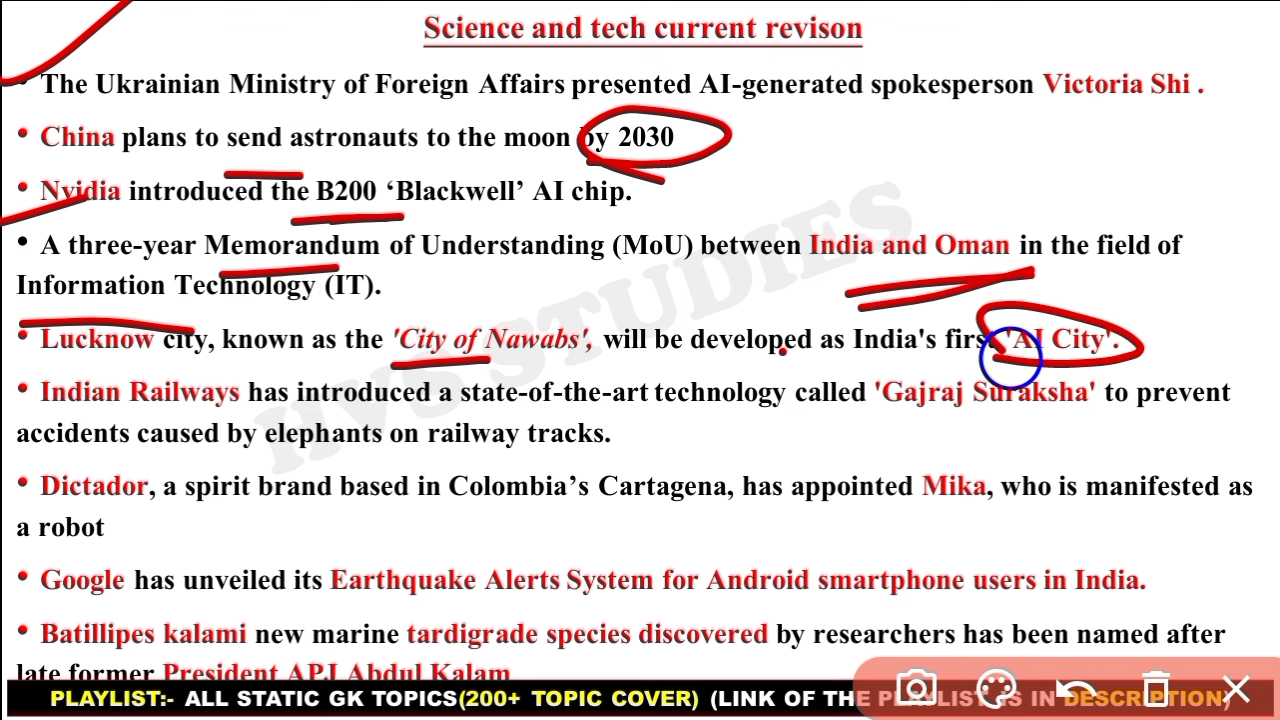 Science and tech current revison
• The Ukrainian Ministry of Foreign Affairs presented AI-generated spokesperson Victoria Shi .
• China plans to send astronauts to the moon by 2030
• Nvidia introduced the B200 ‘Blackwell’ AI chip.
• A three-year Memorandum of Understanding (MoU) between India and Oman in the field of
Information Technology (IT).
• Lucknow city, known as the 'City of Nawabs', will be developed as India's first 'AI City'.
• Indian Railways has introduced a state-of-the-art technology called 'Gajraj Suraksha' to prevent
accidents caused by elephants on railway tracks.
• Dictador, a spirit brand based in Colombia’s Cartagena, has appointed Mika, who is manifested as
a robot
• Google has unveiled its Earthquake Alerts System for Android smartphone users in India.
• Batillipes kalami new marine tardigrade species discovered by researchers has been named after
late former President APJ Abdul Kalam
HVS STUDIES
PLAYLIST:- ALL STATIC GK TOPICS(200+ TOPIC COVER) (LINK OF THE PLAYLIST IS IN DESCRIPTION)